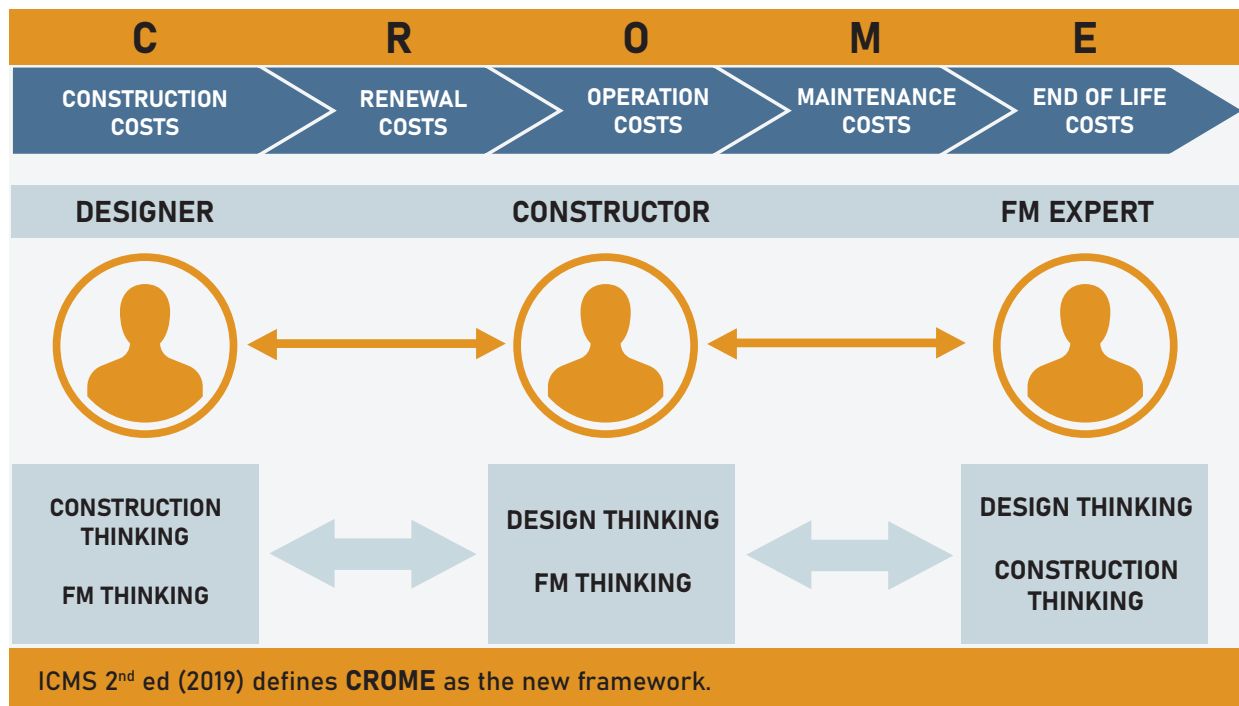 C R O M E
CONSTRUCTION
COSTS
RENEWAL
COSTS
OPERATION
COSTS
MAINTENANCE
COSTS
END OF LIFE
COSTS
DESIGNER CONSTRUCTOR FM EXPERT
CONSTRUCTION
THINKING
FM THINKING
DESIGN THINKING
FM THINKING
DESIGN THINKING
CONSTRUCTION
THINKING
ICMS 2nd ed (2019) defines CROME as the new framework.